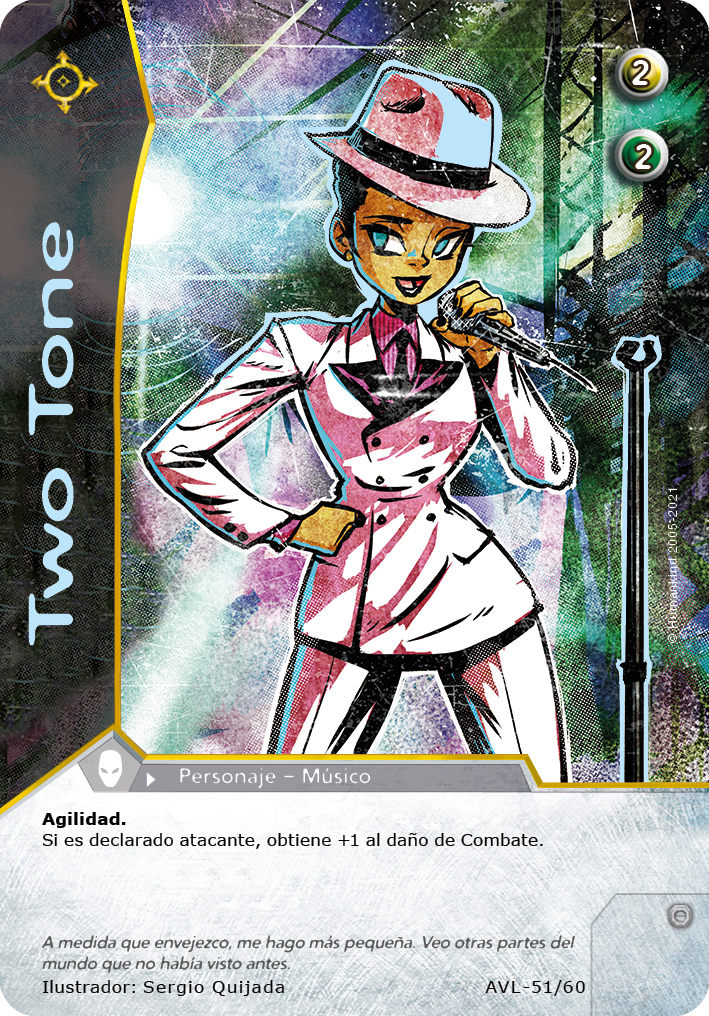 2
2
Two Tone
© Humankind 2005-2021
Personaje – Músico
Agilidad.
Si es declarado atacante, obtiene +1 al daño de Combate.
A medida que envejezco, me hago más pequeña. Veo otras partes del
mundo que no había visto antes.
Ilustrador: Sergio Quijada AVL-51/60